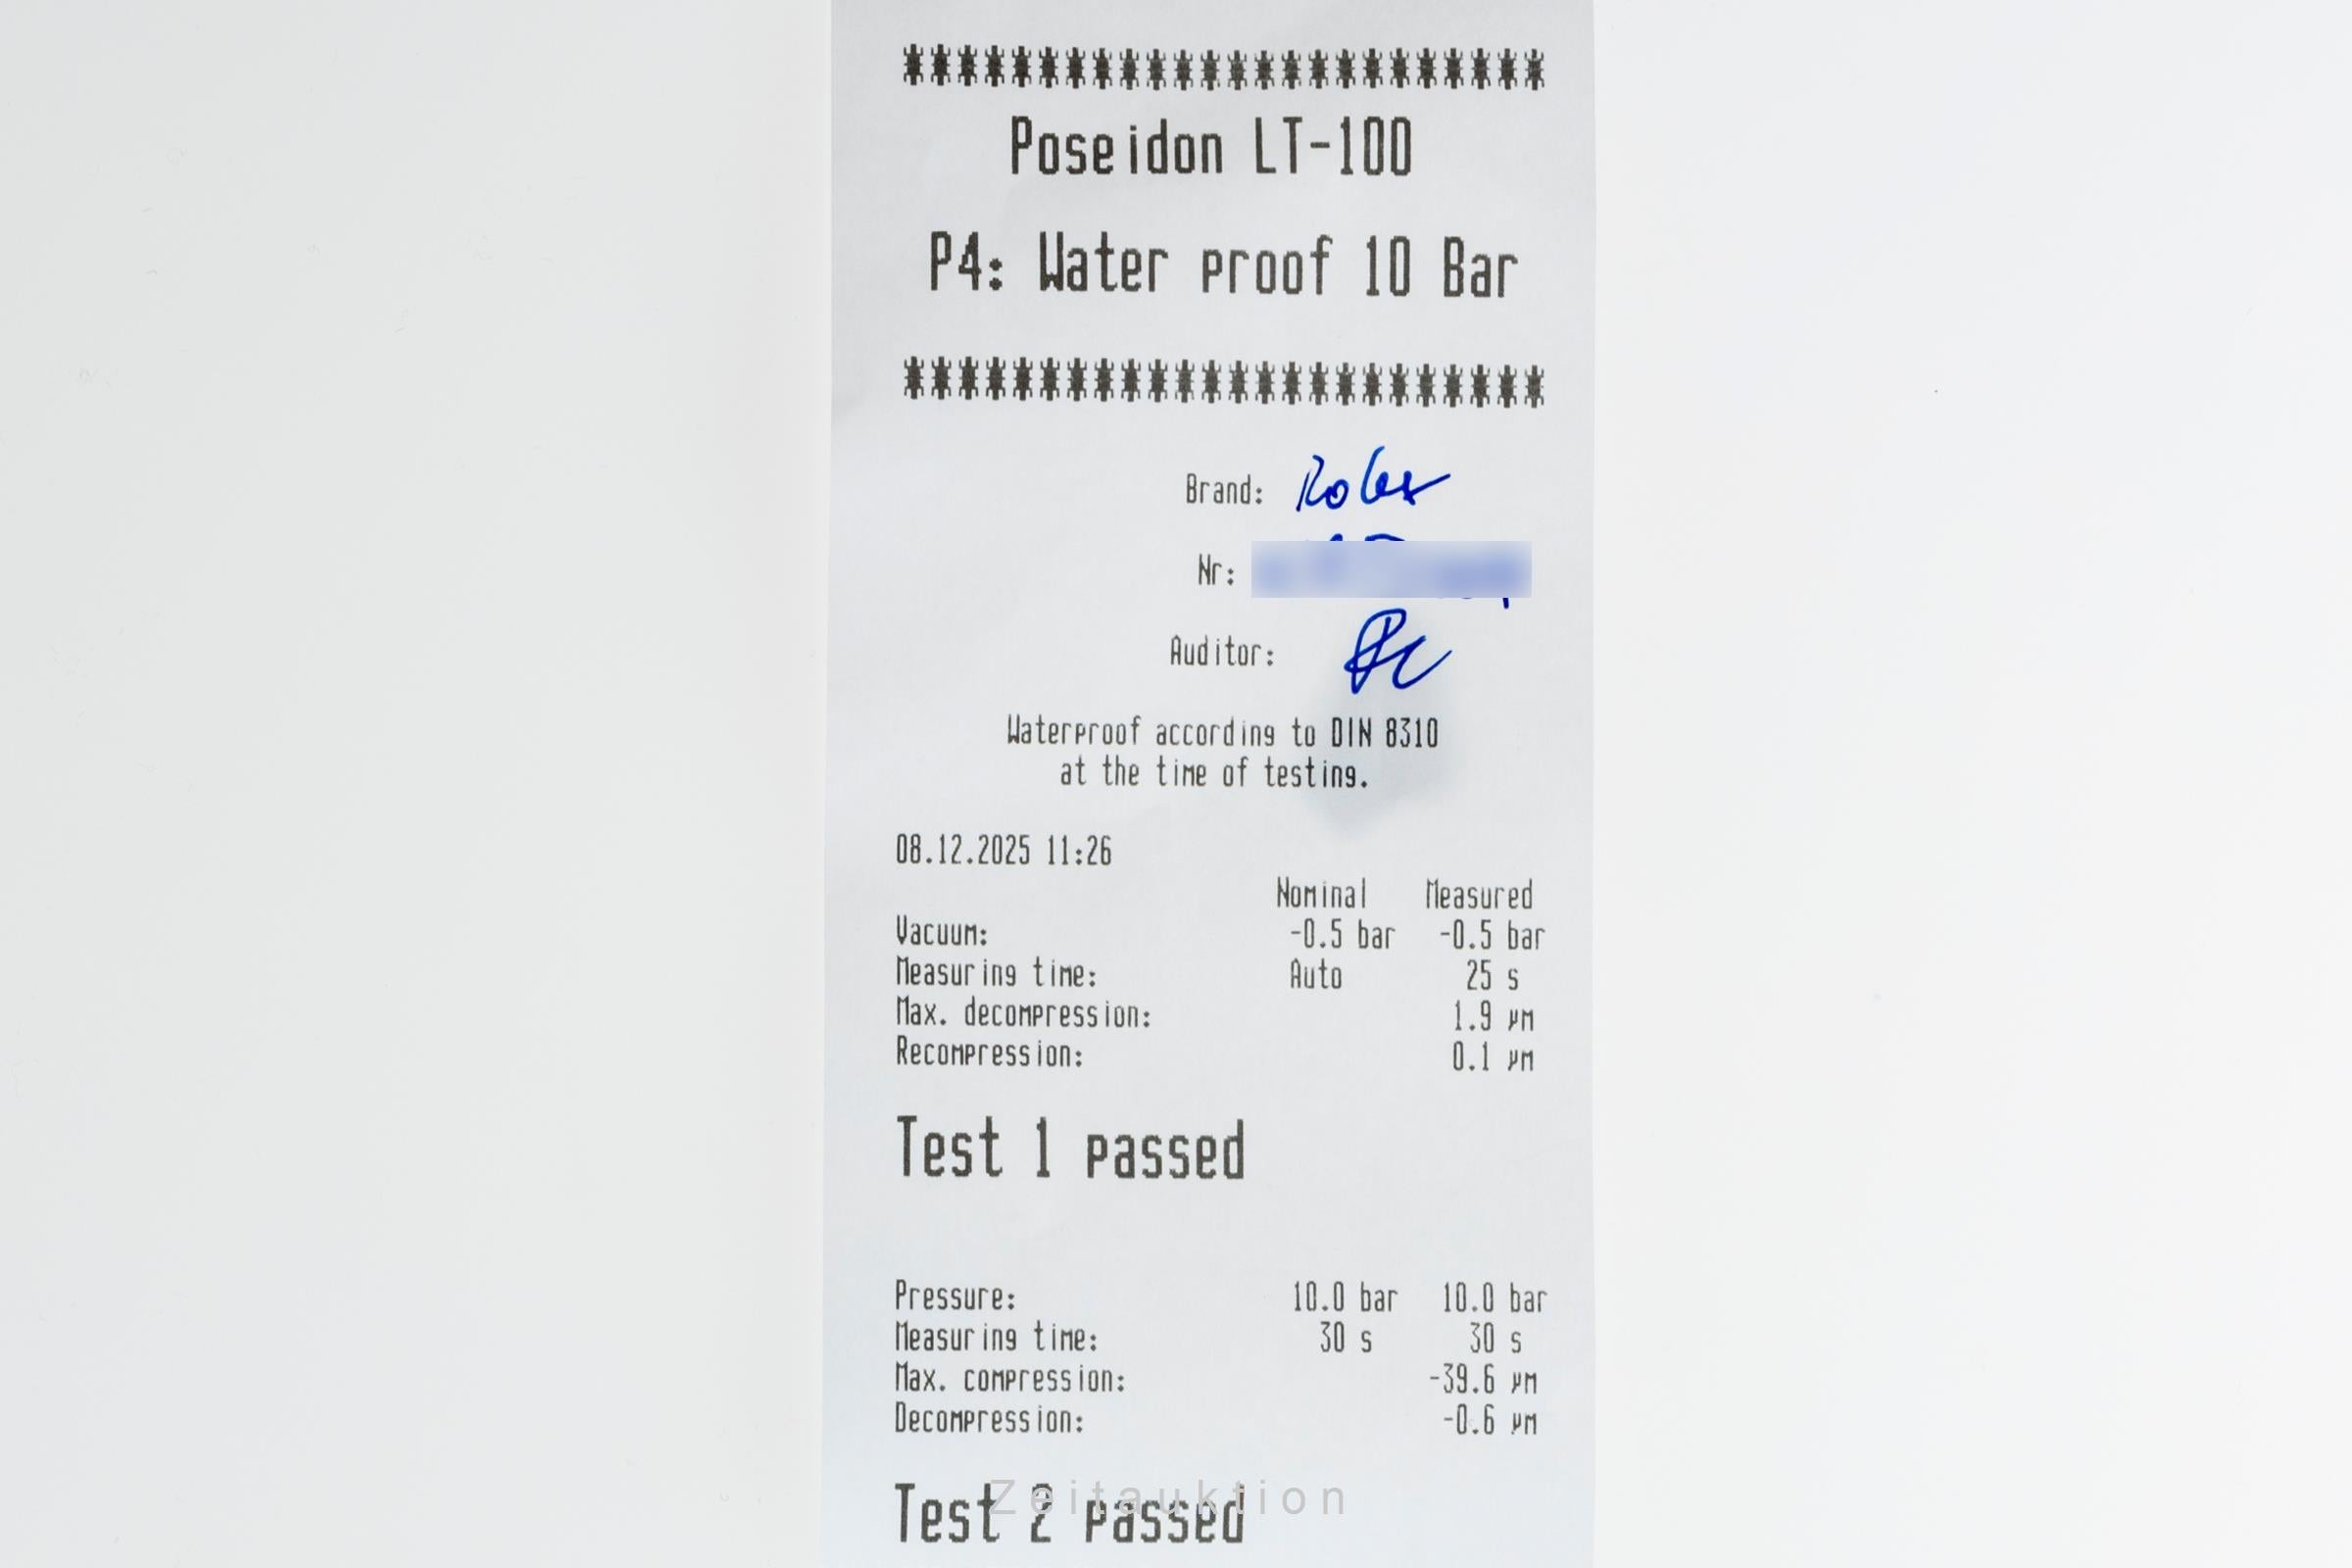 ************************
Poseidon LT-100
P4: Water proof 10 Bar
************************
Brand: Rolex
Nr:
Auditor:
Waterproof according to DIN 8310
at the time of testing.
08.12.2025 11:26
Nominal Measured
Vacuum: -0.5 bar -0.5 bar
Measuring time: Auto 25 s
Max. decompression: 1.9 µm
Recompression: 0.1 µm
Test 1 passed
Pressure: 10.0 bar 10.0 bar
Measuring time: 30 s 30 s
Max. compression: -39.6 µm
Decompression: -0.6 µm
Test 2 passed
Zeitauktion